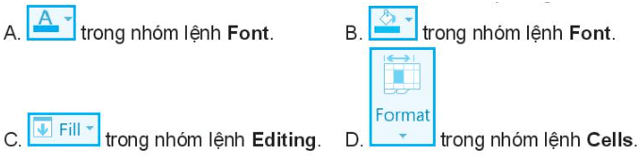 A. A trong nhóm lệnh Font. B. trong nhóm lệnh Font.
Format
C. Fill trong nhóm lệnh Editing. D. trong nhóm lệnh Cells.